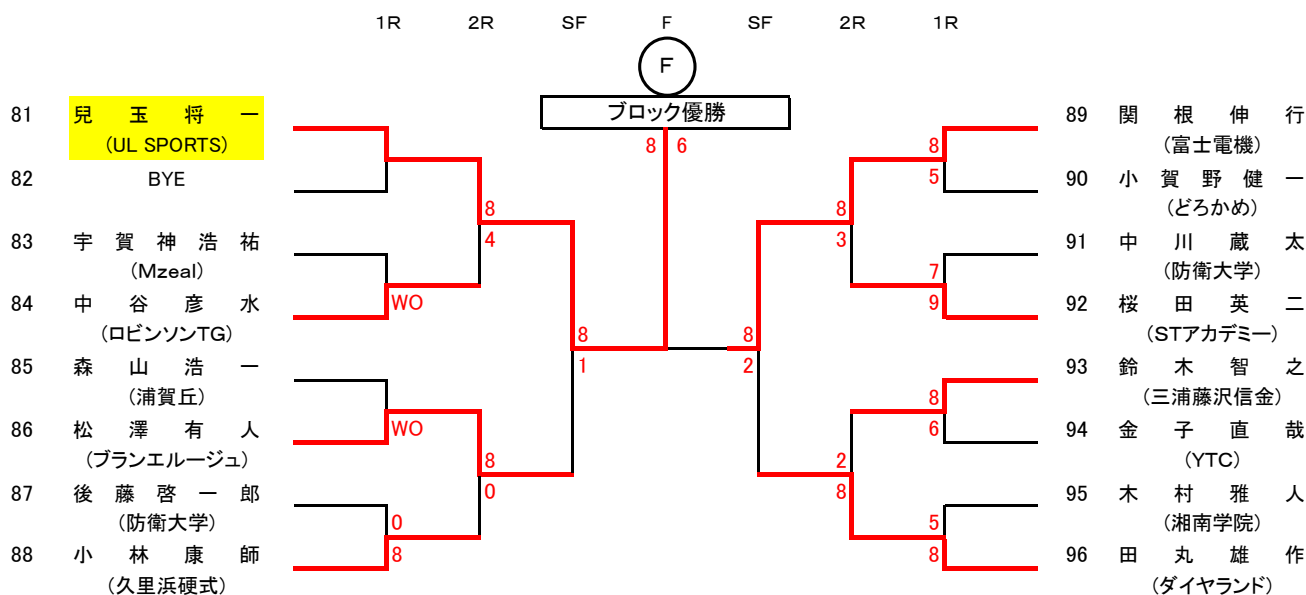 1R 2R SF F SF 2R 1R
F
ブロック優勝
8 6
81 兒玉将一
(UL SPORTS)
82 BYE
8
4
83 宇賀神浩祐
(Mzeal)
84 中谷彦水
(ロビンソンTG)
WO
8
1
85 森山浩一
(浦賀丘)
86 松澤有人
(ブランエルージュ)
WO
8
0
87 後藤啓一郎
(防衛大学)
0
8
88 小林康師
(久里浜硬式)
89 関根伸行
(富士電機)
8
5
90 小賀野健一
(どろかめ)
8
3
91 中川蔵太
(防衛大学)
7
9
92 桜田英二
(STアカデミー)
8
2
93 鈴木智之
(三浦藤沢信金)
8
6
94 金子直哉
(YTC)
2
8
95 木村雅人
(湘南学院)
5
8
96 田丸雄作
(ダイヤランド)